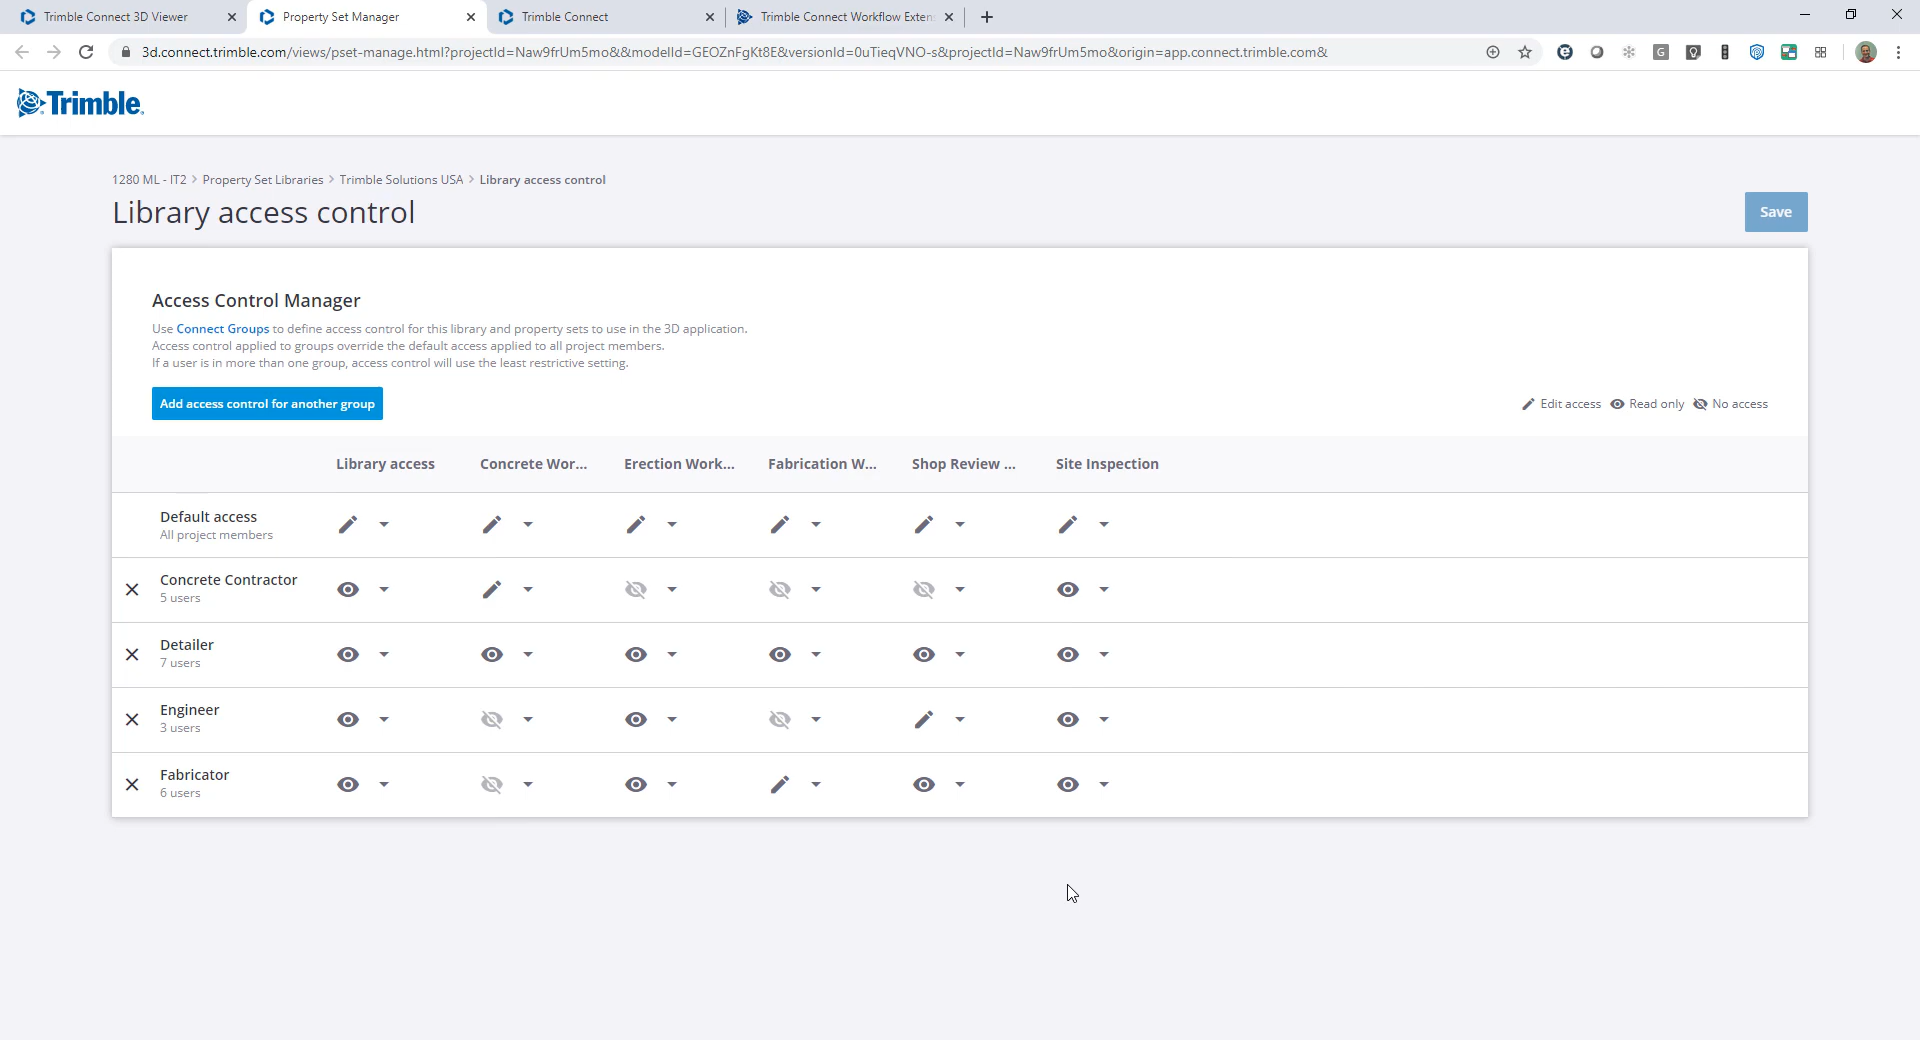 Trimble Connect 3D Viewer
Property Set Manager
Trimble Connect
Trimble Connect Workflow Exten
3d.connect.trimble.com/views/pset-manage.html?projectId=Naw9frUm5mo&&modelId=GEOZnFgKt8E&versionId=0uTieqVNO-s&projectId=Naw9frUm5mo&origin=app.connect.trimble.com&
Trimble
1280 ML - IT2 > Property Set Libraries > Trimble Solutions USA > Library access control
Library access control
Save
Access Control Manager
Use Connect Groups to define access control for this library and property sets to use in the 3D application.
Access control applied to groups override the default access applied to all project members.
If a user is in more than one group, access control will use the least restrictive setting.
Add access control for another group
Edit access Read only No access
Library access Concrete Wor... Erection Work... Fabrication W... Shop Review ... Site Inspection
Default access
All project members
Concrete Contractor
5 users
Detailer
7 users
Engineer
3 users
Fabricator
6 users